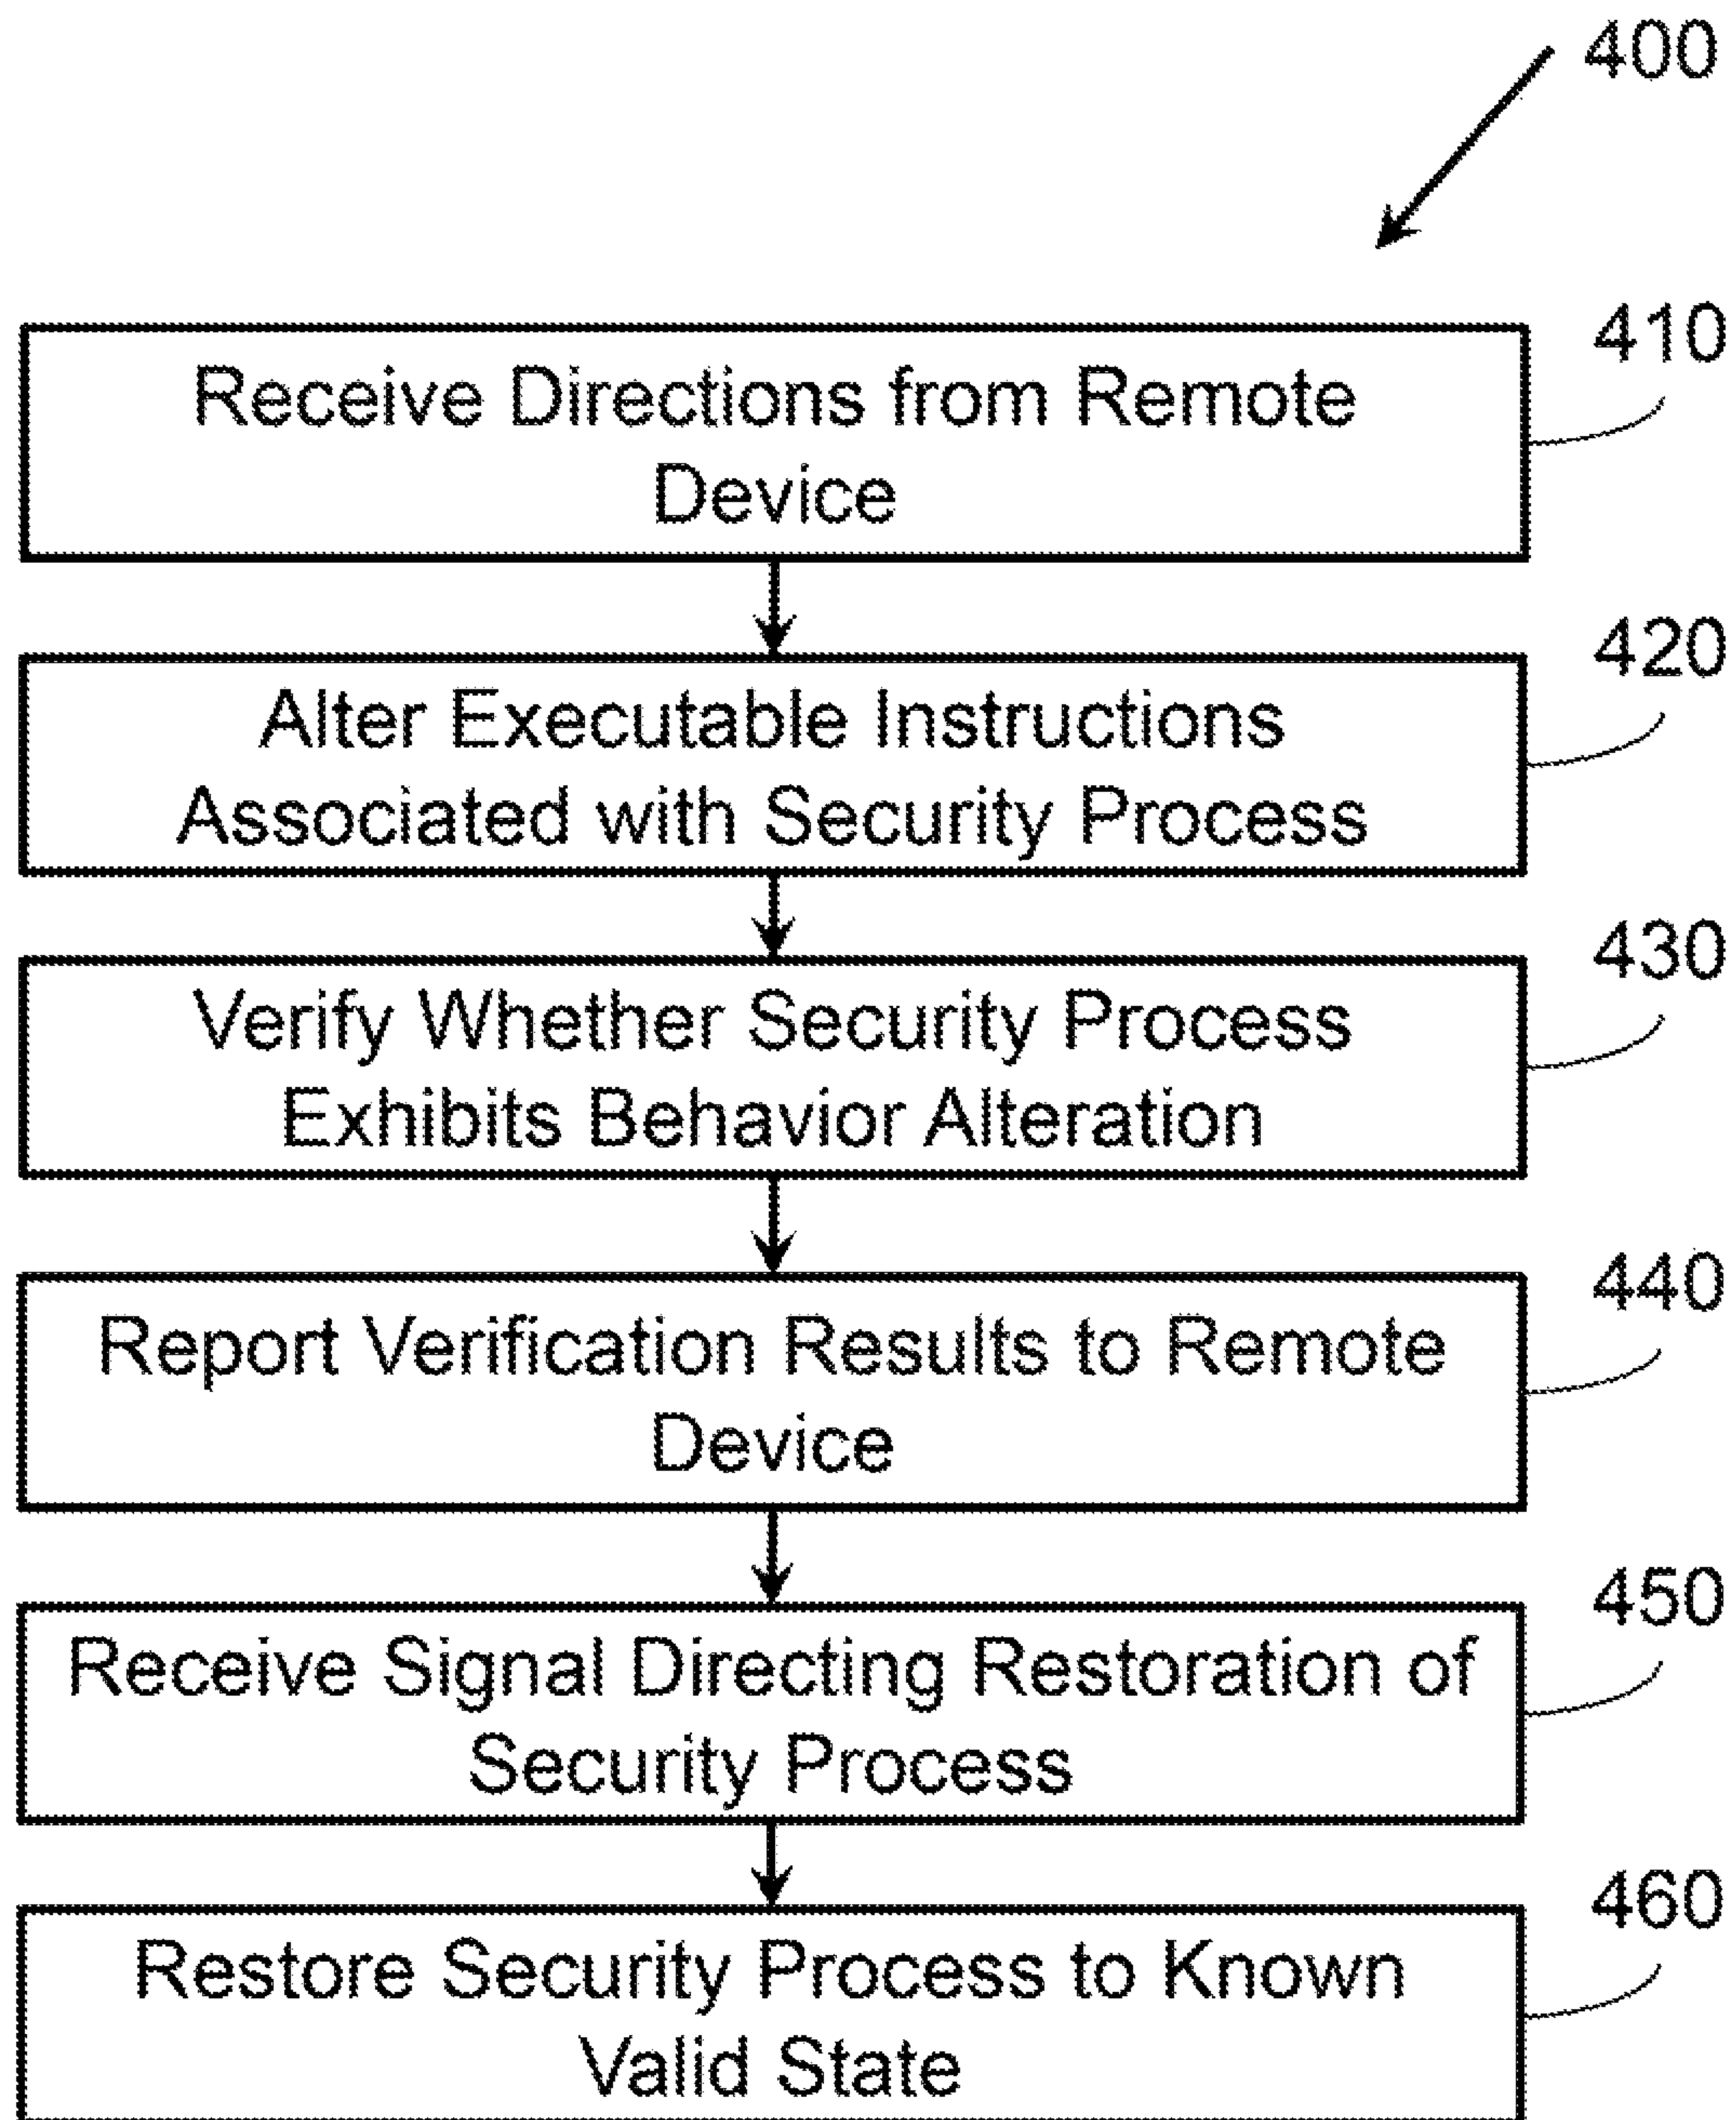 400
410
Receive Directions from Remote
Device
420
Alter Executable Instructions
Associated with Security Process
430
Verify Whether Security Process
Exhibits Behavior Alteration
440
Report Verification Results to Remote
Device
450
Receive Signal Directing Restoration of
Security Process
460
Restore Security Process to Known
Valid State